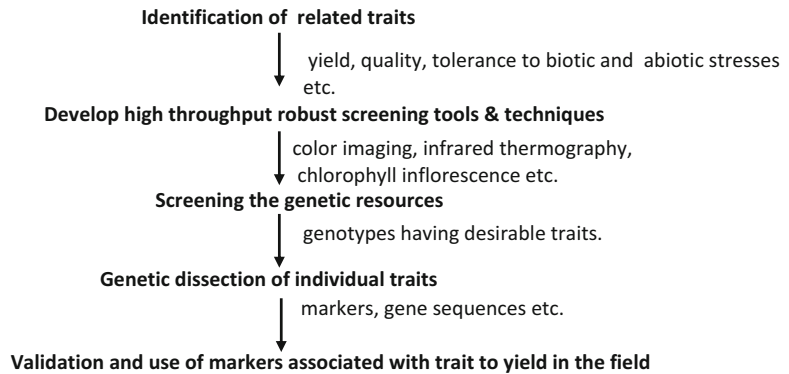 Identification of related traits
yield, quality, tolerance to biotic and abiotic stresses
etc.
Develop high throughput robust screening tools & techniques
color imaging, infrared thermography,
chlorophyll inflorescence etc.
Screening the genetic resources
genotypes having desirable traits.
Genetic dissection of individual traits
markers, gene sequences etc.
Validation and use of markers associated with trait to yield in the field